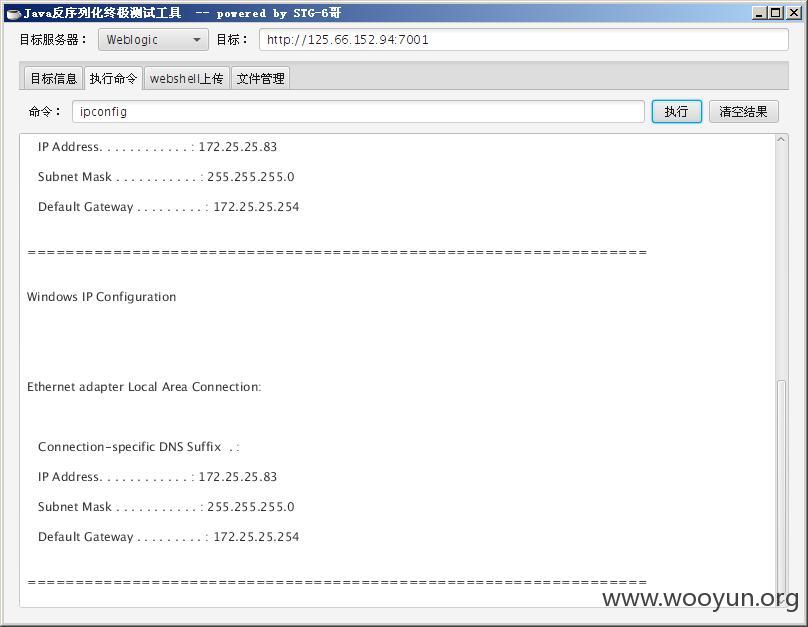 Java反序列化终极测试工具 -- powered by STG-6哥
目标服务器： Weblogic 目标： http://125.66.152.94:7001
目标信息 执行命令 webshell上传 文件管理
命令： ipconfig 执行 清空结果
IP Address. . . . . . . . . . . . : 172.25.25.83
Subnet Mask . . . . . . . . . . . : 255.255.255.0
Default Gateway . . . . . . . . . : 172.25.25.254
=================================================================
Windows IP Configuration
Ethernet adapter Local Area Connection:
Connection-specific DNS Suffix . :
IP Address. . . . . . . . . . . . : 172.25.25.83
Subnet Mask . . . . . . . . . . . : 255.255.255.0
Default Gateway . . . . . . . . . : 172.25.25.254
=================================================================
www.wooyun.org